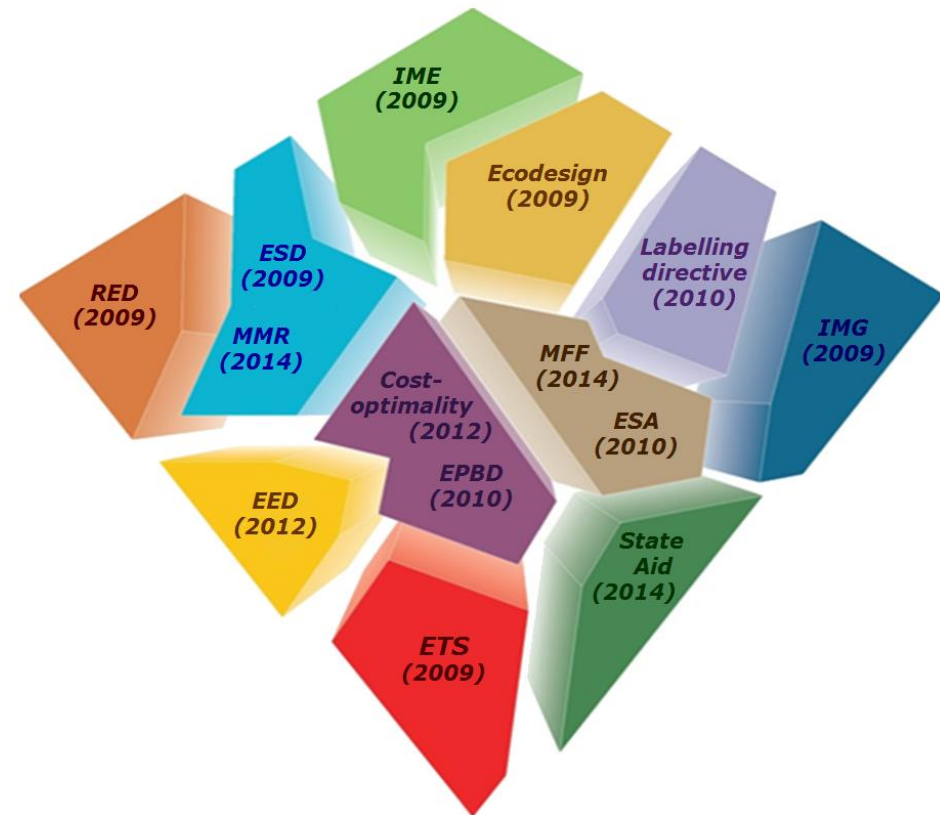 IME
(2009)
Ecodesign
(2009)
Labelling
directive
(2010)
IMG
(2009)
ESD
(2009)
MMR
(2014)
RED
(2009)
MFF
(2014)
ESA
(2010)
Cost-
optimality
(2012)
EPBD
(2010)
EED
(2012)
State
Aid
(2014)
ETS
(2009)